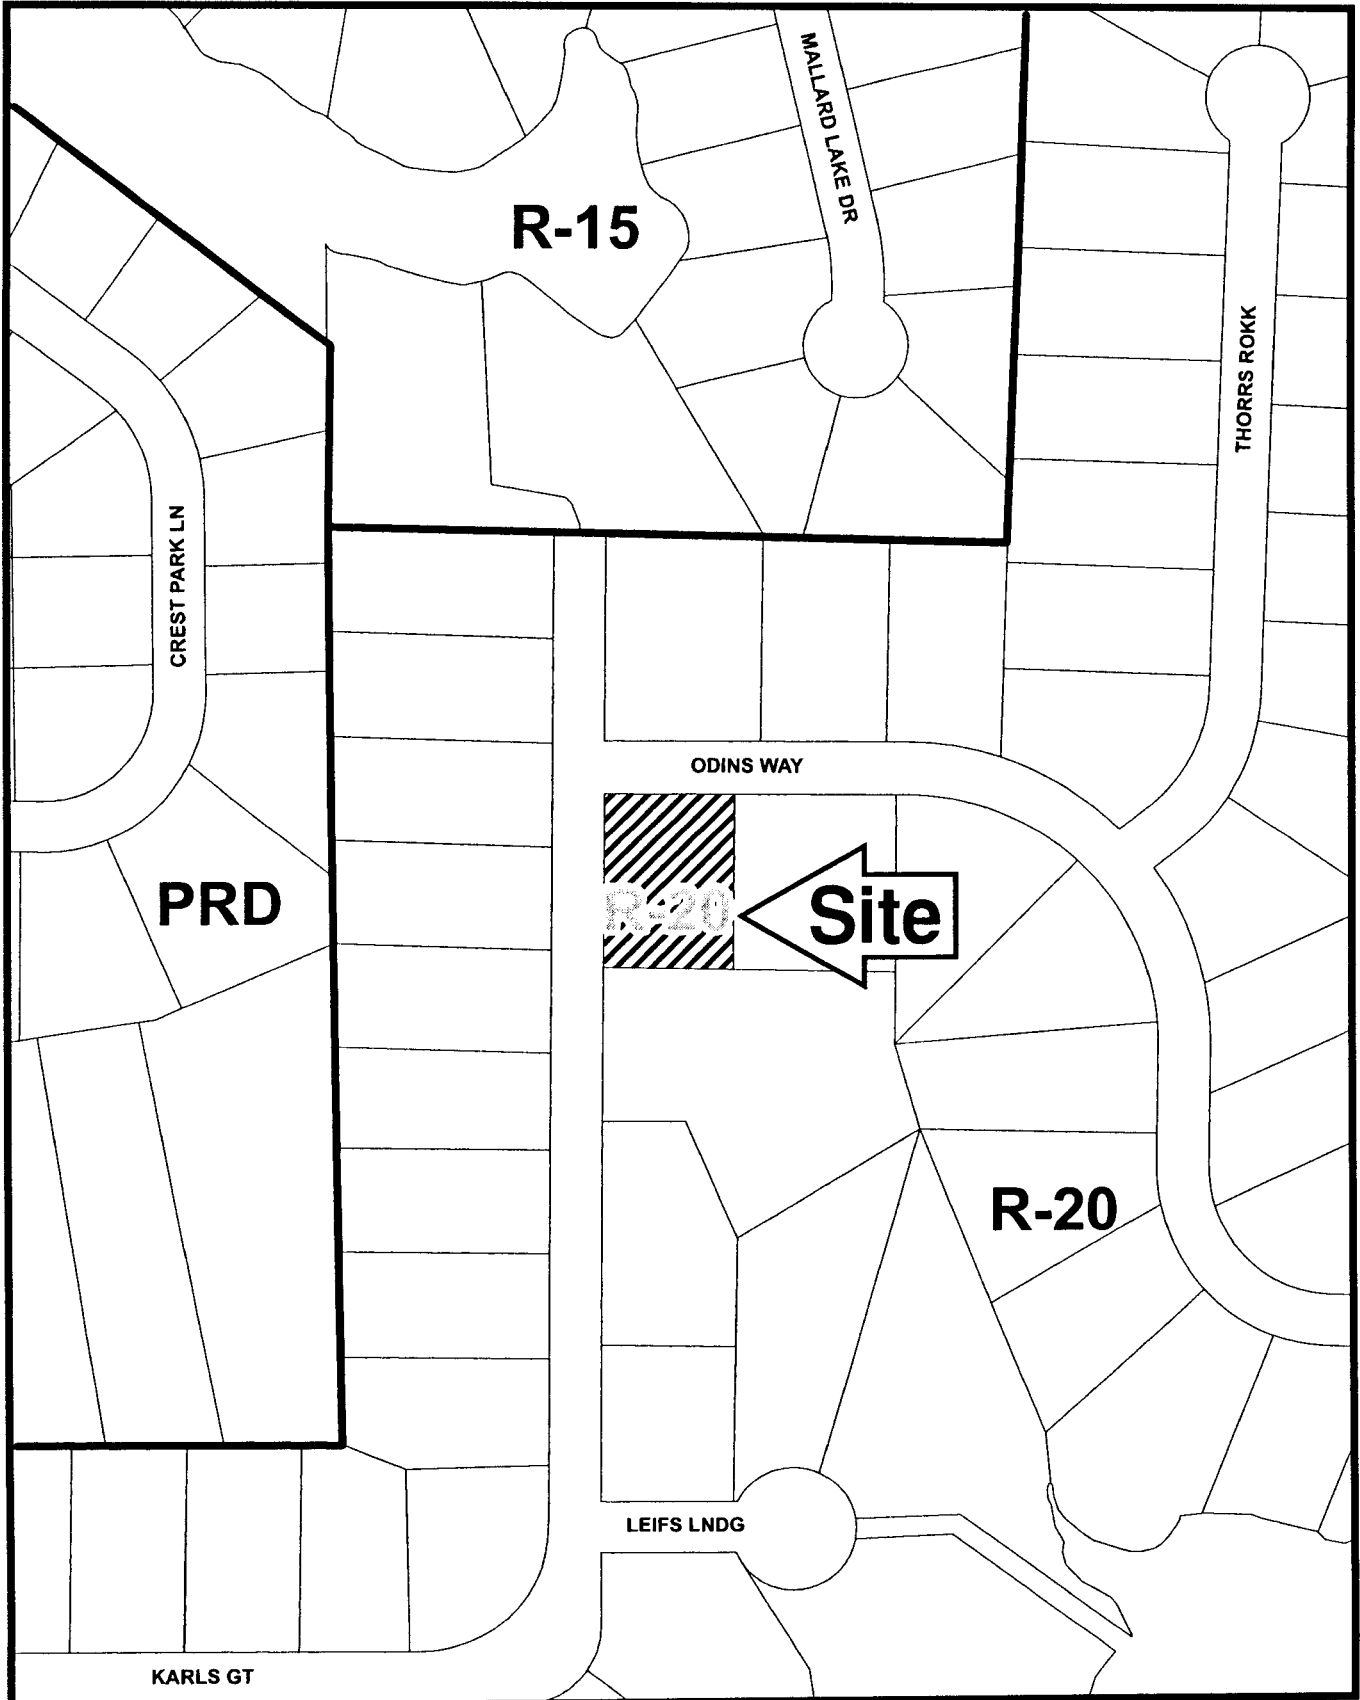 MALLARD LAKE DR
R-15
THORRS ROKK
CREST PARK LN
ODINS WAY
PRD
R-20
Site
R-20
LEIFS LNDG
KARLS GT